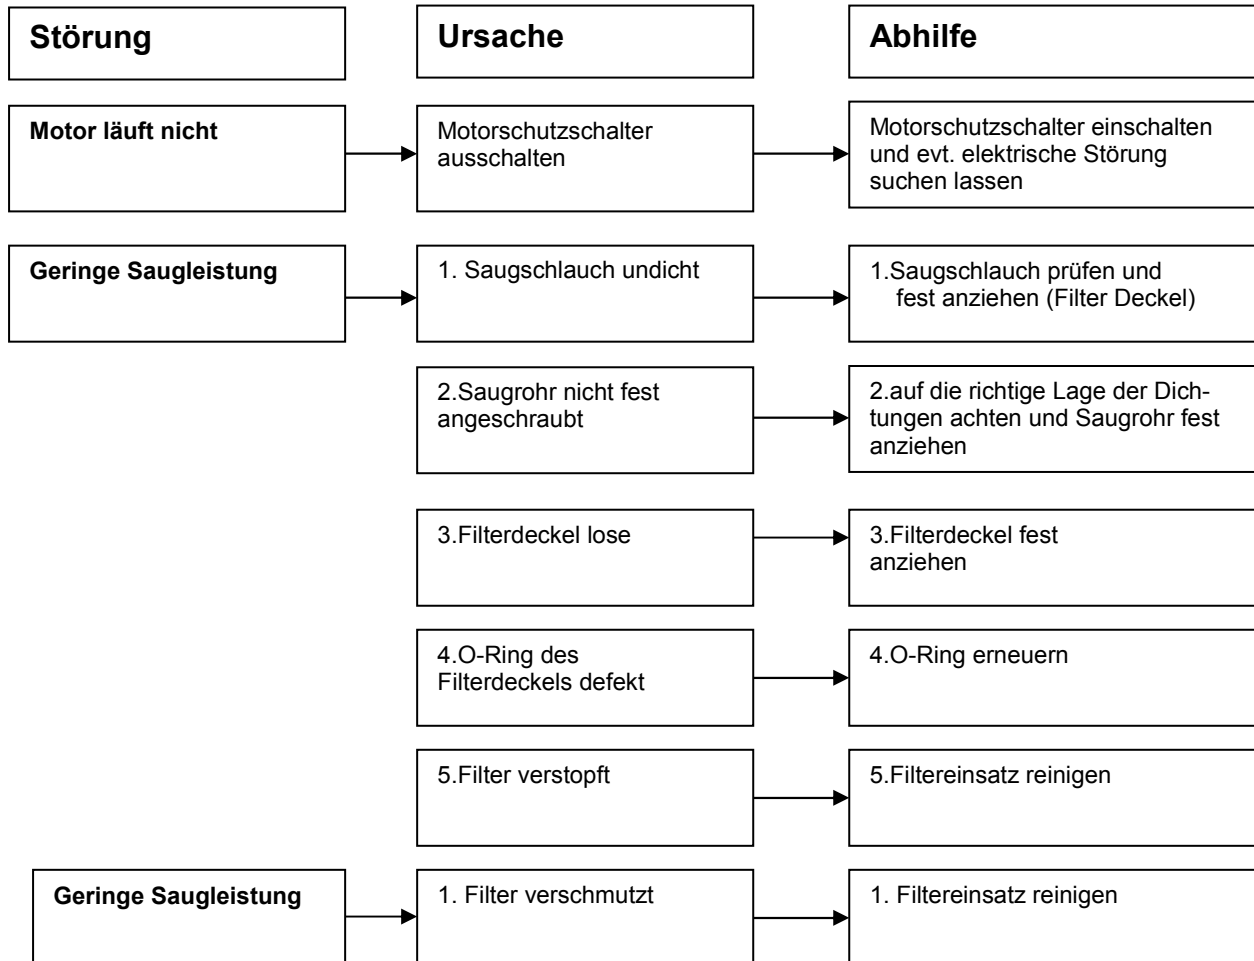 Störung
Ursache
Abhilfe
Motor läuft nicht
Motorschutzschalter
ausschalten
Motorschutzschalter einschalten
und evt. elektrische Störung
suchen lassen
Geringe Saugleistung
1. Saugschlauch undicht
1.Saugschlauch prüfen und
fest anziehen (Filter Deckel)
2.Saugrohr nicht fest
angeschraubt
2.auf die richtige Lage der Dich-
tungen achten und Saugrohr fest
anziehen
3.Filterdeckel lose
3.Filterdeckel fest
anziehen
4.O-Ring des
Filterdeckels defekt
4.O-Ring erneuern
5.Filter verstopft
5.Filtereinsatz reinigen
Geringe Saugleistung
1. Filter verschmutzt
1. Filtereinsatz reinigen